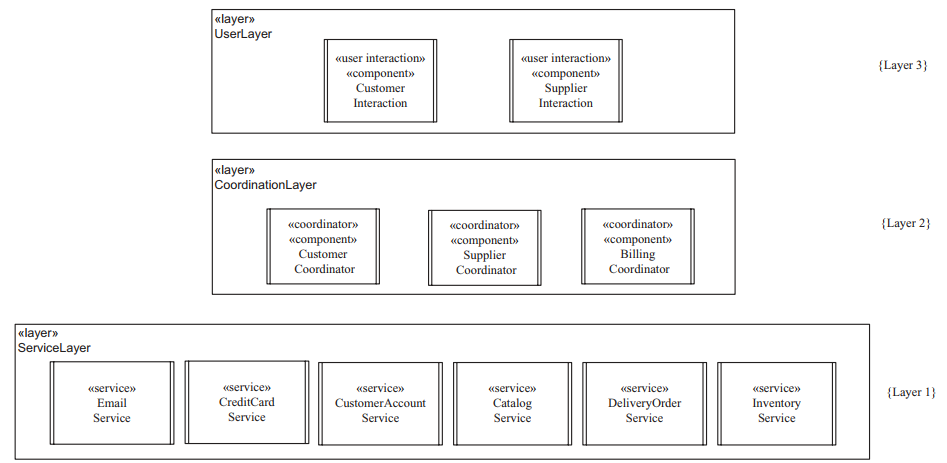 «layer»
UserLayer
«user interaction»
«component»
Customer
Interaction
«user interaction»
«component»
Supplier
Interaction
{Layer 3}
«layer»
CoordinationLayer
«coordinator»
«component»
Customer
Coordinator
«coordinator»
«component»
Supplier
Coordinator
«coordinator»
«component»
Billing
Coordinator
{Layer 2}
«layer»
ServiceLayer
«service»
Email
Service
«service»
CreditCard
Service
«service»
CustomerAccount
Service
«service»
Catalog
Service
«service»
DeliveryOrder
Service
«service»
Inventory
Service
{Layer 1}